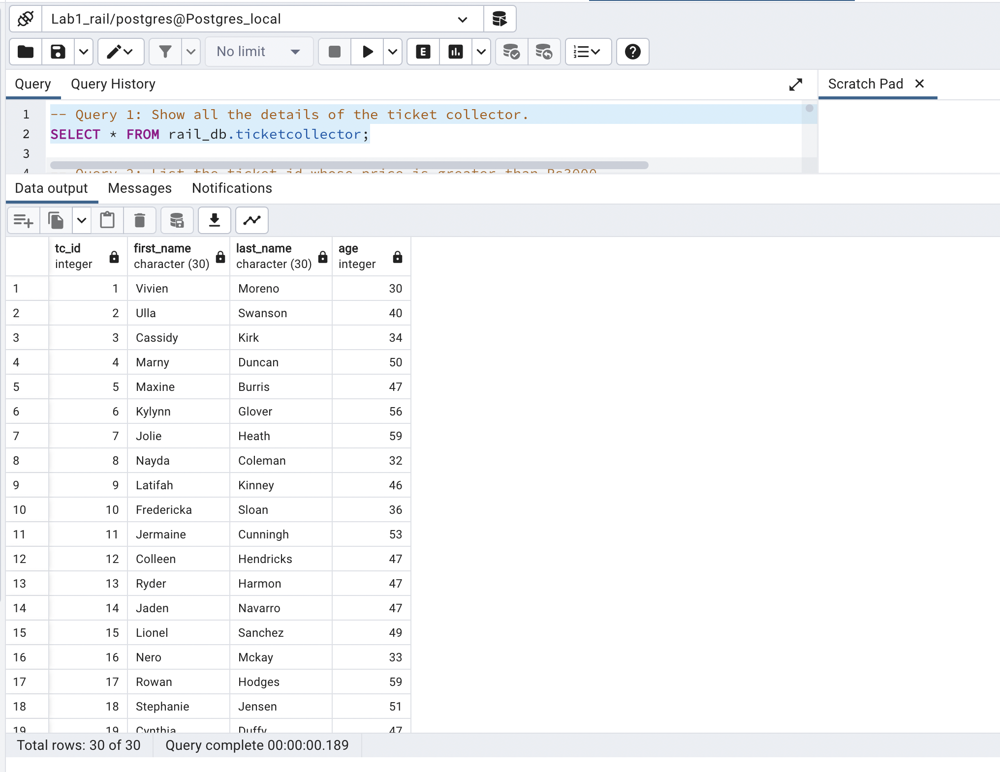 Lab1_rail/postgres@Postgres_local
No limit
E
Query Query History
Scratch Pad
1 -- Query 1: Show all the details of the ticket collector.
2 SELECT * FROM rail_db.ticketcollector;
3
4 -- Query 2: List the ticket id whose price is greater than Rs3000
Data output Messages Notifications
tc_id first_name last_name age
integer character (30) character (30) integer
1 1 Vivien Moreno 30
2 2 Ulla Swanson 40
3 3 Cassidy Kirk 34
4 4 Marny Duncan 50
5 5 Maxine Burris 47
6 6 Kylynn Glover 56
7 7 Jolie Heath 59
8 8 Nayda Coleman 32
9 9 Latifah Kinney 46
10 10 Fredericka Sloan 36
11 11 Jermaine Cunningh 53
12 12 Colleen Hendricks 47
13 13 Ryder Harmon 47
14 14 Jaden Navarro 47
15 15 Lionel Sanchez 49
16 16 Nero Mckay 33
17 17 Rowan Hodges 59
18 18 Stephanie Jensen 51
19 19 Cynthia Duffy 47
Total rows: 30 of 30 Query complete 00:00:00.189